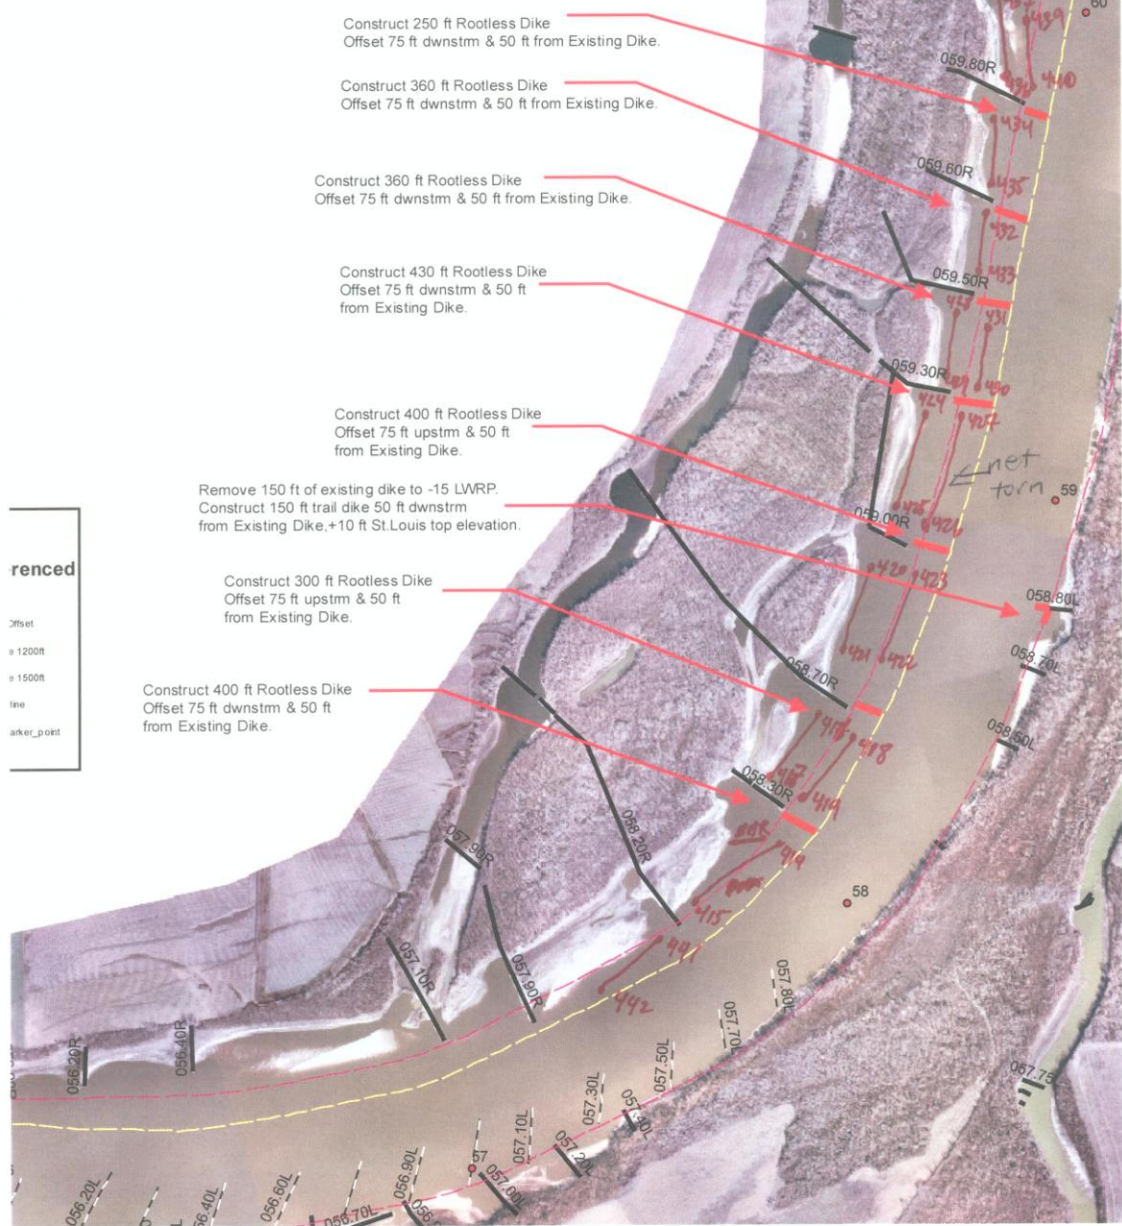 60
Construct 250 ft Rootless Dike
Offset 75 ft dwnstrm & 50 ft from Existing Dike.
059.80R
439
440
434
Construct 360 ft Rootless Dike
Offset 75 ft dwnstrm & 50 ft from Existing Dike.
059.60R
435
432
Construct 360 ft Rootless Dike
Offset 75 ft dwnstrm & 50 ft from Existing Dike.
433
059.50R
428
431
Construct 430 ft Rootless Dike
Offset 75 ft dwnstrm & 50 ft
from Existing Dike.
059.30R
429
430
424
427
Construct 400 ft Rootless Dike
Offset 75 ft upstrm & 50 ft
from Existing Dike.
net
torn
59
425
426
059.00R
Remove 150 ft of existing dike to -15 LWRP.
Construct 150 ft trail dike 50 ft dwnstrm
from Existing Dike,+10 ft St.Louis top elevation.
420
423
058.80L
Construct 300 ft Rootless Dike
Offset 75 ft upstrm & 50 ft
from Existing Dike.
421
422
058.70R
058.70L
Construct 400 ft Rootless Dike
Offset 75 ft dwnstrm & 50 ft
from Existing Dike.
418
058.50L
417
419
058.30R
renced
Offset
e 1200ft
e 1500ft
line
arker_point
058.20R
057.90R
58
415
441
442
057.10R
057.90R
057.80L
057.70L
056.20R
056.40R
057.50L
057.75
057.30L
057.40L
057.10L
057.20L
57
056.90L
057.00L
056.20L
056.40L
056.60L
056.70L